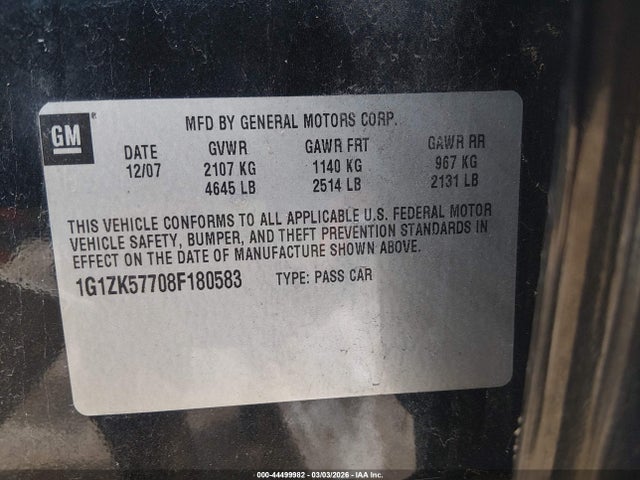 GM
®
MFD BY GENERAL MOTORS CORP.
DATE GVWR GAWR FRT GAWR RR
12/07 2107 KG 1140 KG 967 KG
4645 LB 2514 LB 2131 LB
THIS VEHICLE CONFORMS TO ALL APPLICABLE U.S. FEDERAL MOTOR
VEHICLE SAFETY, BUMPER, AND THEFT PREVENTION STANDARDS IN
EFFECT ON THE DATE OF MANUFACTURE SHOWN ABOVE.
1G1ZK57708F180583 TYPE: PASS CAR
000-44499982 - 03/03/2026 - IAA Inc.